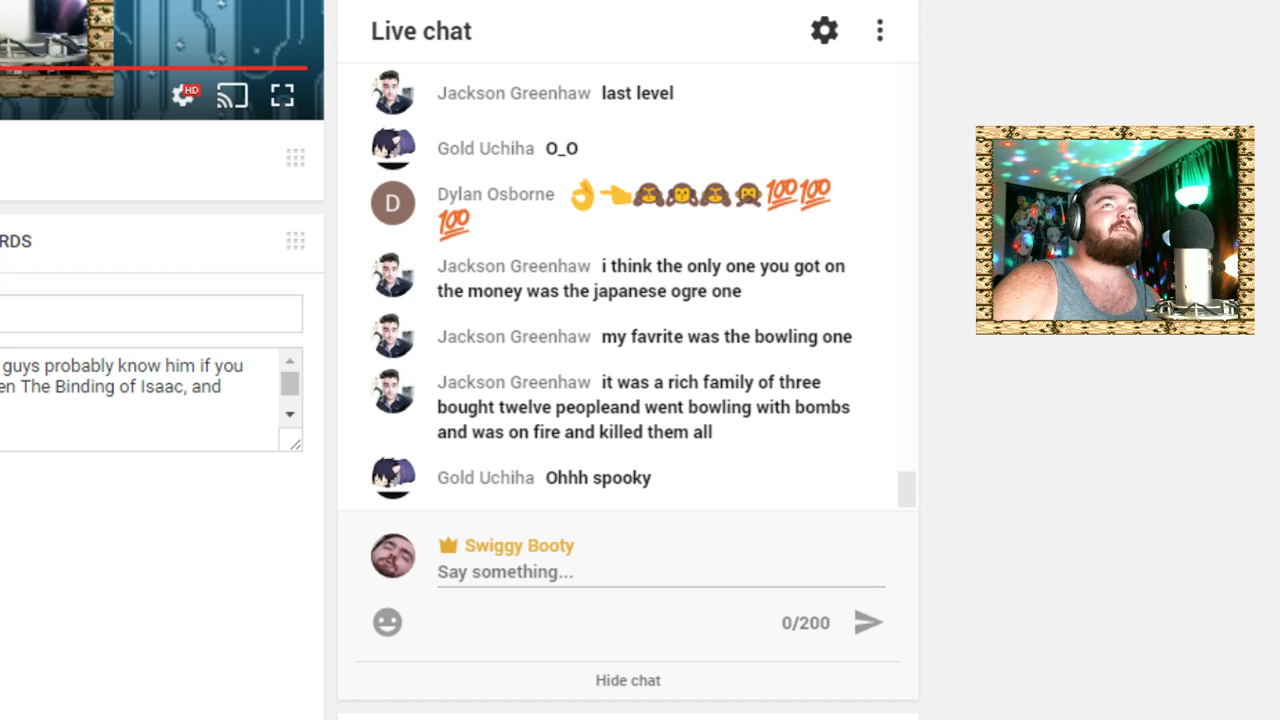 Live chat
HD
Jackson Greenhaw last level
Gold Uchiha O_O
D
Dylan Osborne 👌👈🙈🐵🙈🙊💯💯
💯
RDS
Jackson Greenhaw i think the only one you got on
the money was the japanese ogre one
Jackson Greenhaw my favrite was the bowling one
guys probably know him if you
en The Binding of Isaac, and
Jackson Greenhaw it was a rich family of three
bought twelve peopleand went bowling with bombs
and was on fire and killed them all
Gold Uchiha Ohhh spooky
Swiggy Booty
Say something...
0/200
Hide chat